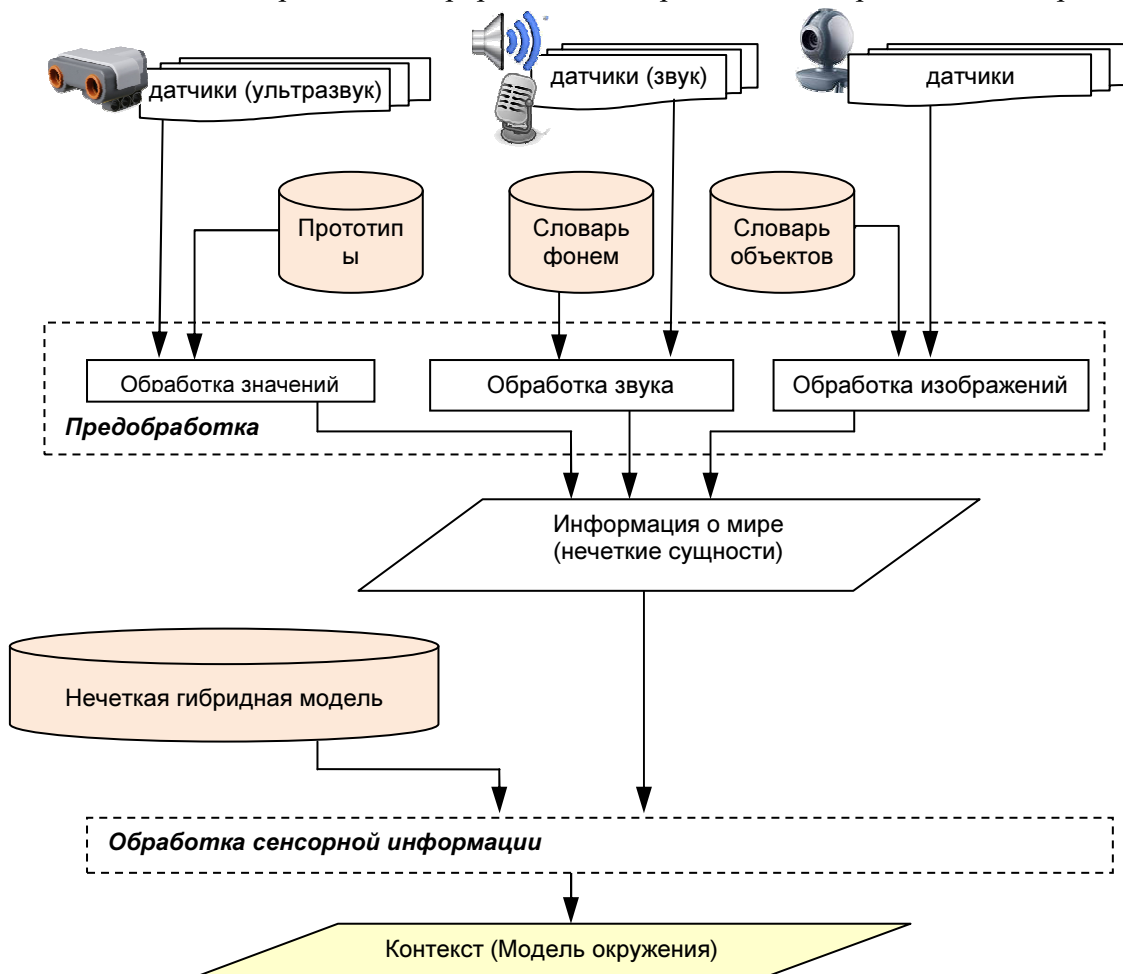 датчики (ультразвук)
датчики (звук)
датчики
Прототип
ы
Словарь
фонем
Словарь
объектов
Обработка значений
Обработка звука
Обработка изображений
Предобработка
Информация о мире
(нечеткие сущности)
Нечеткая гибридная модель
Обработка сенсорной информации
Контекст (Модель окружения)